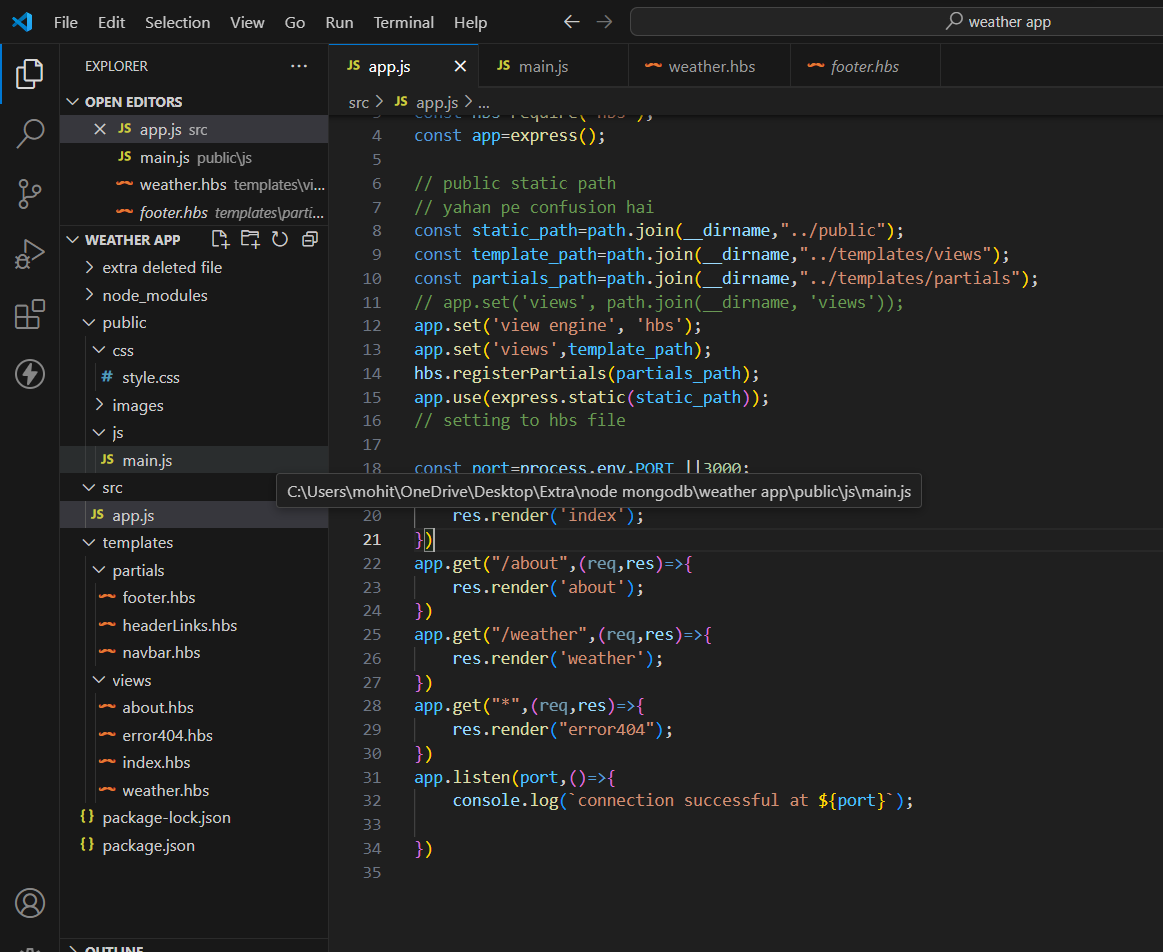 File Edit Selection View Go Run Terminal Help
weather app
EXPLORER
OPEN EDITORS
JS app.js src
JS main.js public\js
weather.hbs templates\vi...
footer.hbs templates\parti...
WEATHER APP
extra deleted file
node_modules
public
css
# style.css
images
js
JS main.js
src
JS app.js
templates
partials
footer.hbs
headerLinks.hbs
navbar.hbs
views
about.hbs
error404.hbs
index.hbs
weather.hbs
{} package-lock.json
{} package.json
OUTLINE
JS app.js
JS main.js
weather.hbs
footer.hbs
src > JS app.js > ...
3 const hbs=require("hbs");
4 const app=express();
5
6 // public static path
7 // yahan pe confusion hai
8 const static_path=path.join(__dirname,"../public");
9 const template_path=path.join(__dirname,"../templates/views");
10 const partials_path=path.join(__dirname,"../templates/partials");
11 // app.set('views', path.join(__dirname, 'views'));
12 app.set('view engine', 'hbs');
13 app.set('views',template_path);
14 hbs.registerPartials(partials_path);
15 app.use(express.static(static_path));
16 // setting to hbs file
17
18 const port=process.env.PORT ||3000;
C:\Users\mohit\OneDrive\Desktop\Extra\node mongodb\weather app\public\js\main.js
20 res.render('index');
21 })
22 app.get("/about",(req,res)=>{
23 res.render('about');
24 })
25 app.get("/weather",(req,res)=>{
26 res.render('weather');
27 })
28 app.get("*",(req,res)=>{
29 res.render("error404");
30 })
31 app.listen(port,()=>{
32 console.log(`connection successful at ${port}`);
33
34 })
35